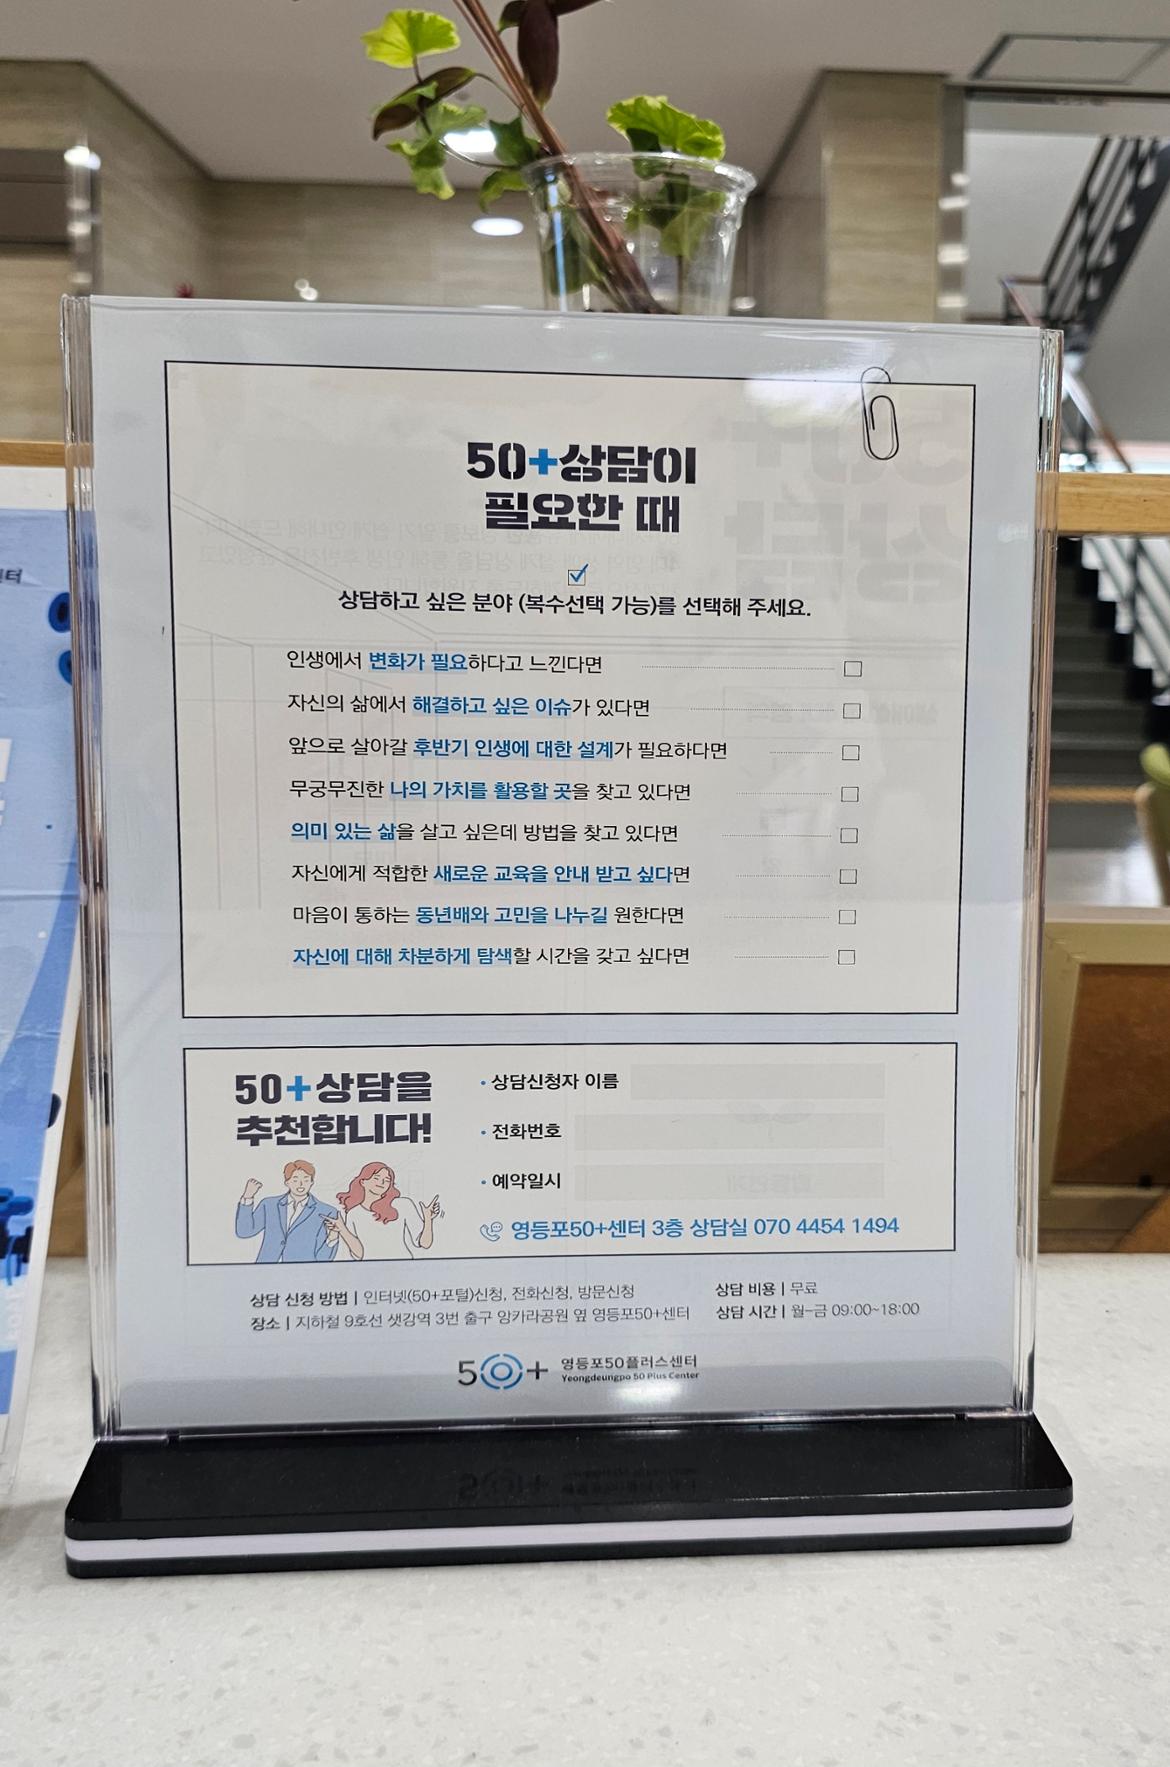 50+상담이
필요한 때
상담하고 싶은 분야 (복수선택 가능)를 선택해 주세요.
인생에서 변화가 필요하다고 느낀다면
자신의 삶에서 해결하고 싶은 이슈가 있다면
앞으로 살아갈 후반기 인생에 대한 설계가 필요하다면
무궁무진한 나의 가치를 활용할 곳을 찾고 있다면
의미 있는 삶을 살고 싶은데 방법을 찾고 있다면
자신에게 적합한 새로운 교육을 안내 받고 싶다면
마음이 통하는 동년배와 고민을 나누길 원한다면
자신에 대해 차분하게 탐색할 시간을 갖고 싶다면
50+상담을
추천합니다!
• 상담신청자 이름
• 전화번호
• 예약일시
영등포50+센터 3층 상담실 070 4454 1494
상담 신청 방법 | 인터넷(50+포털)신청, 전화신청, 방문신청
장소 | 지하철 9호선 샛강역 3번 출구 앙카라공원 옆 영등포50+센터
상담 비용 | 무료
상담 시간 | 월-금 09:00~18:00
50+ 영등포50플러스센터
Yeongdeungpo 50 Plus Center